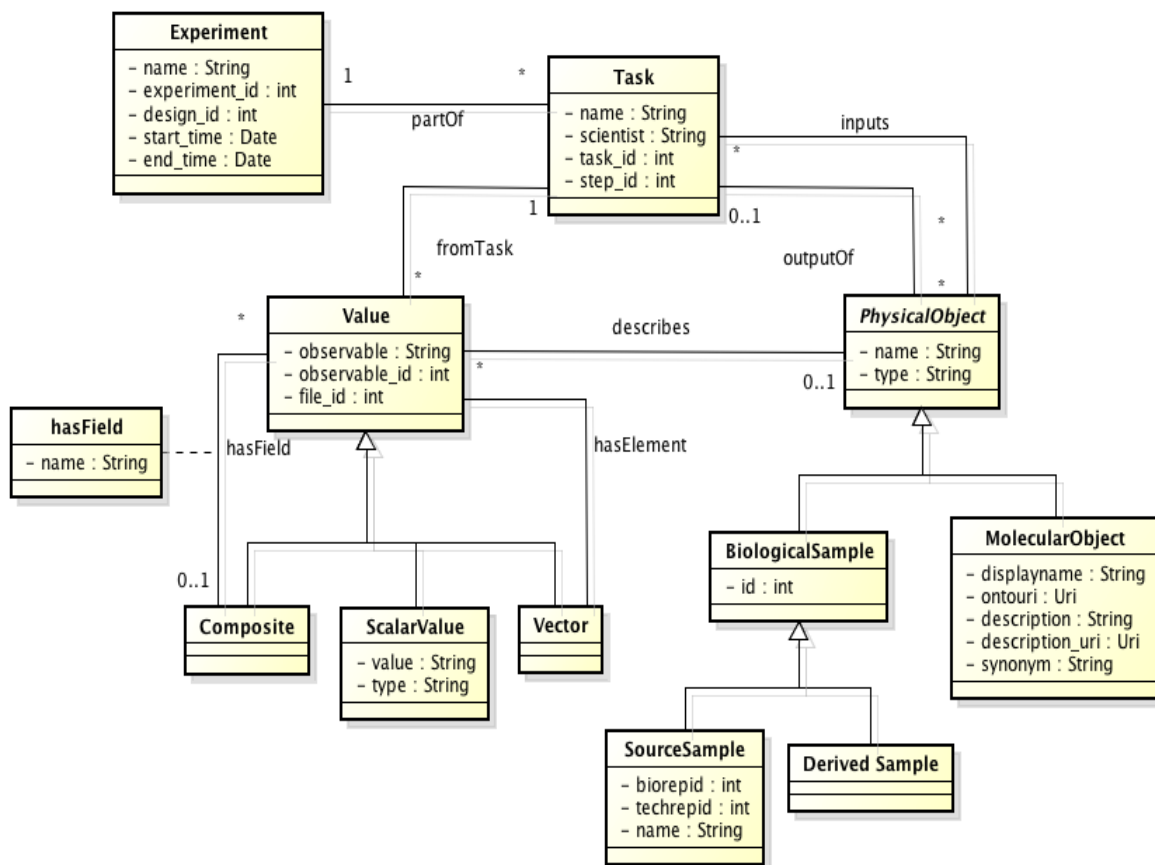 Experiment
– name : String
– experiment_id : int
– design_id : int
– start_time : Date
– end_time : Date
1
*
partOf
Task
– name : String
– scientist : String
– task_id : int
– step_id : int
inputs
*
*
0..1
outputOf
*
1
fromTask
*
Value
– observable : String
– observable_id : int
– file_id : int
describes
*
0..1
PhysicalObject
– name : String
– type : String
*
hasField
– name : String
hasField
0..1
hasElement
Composite
ScalarValue
– value : String
– type : String
Vector
BiologicalSample
– id : int
MolecularObject
– displayname : String
– ontouri : Uri
– description : String
– description_uri : Uri
– synonym : String
SourceSample
– biorepid : int
– techrepid : int
– name : String
Derived Sample